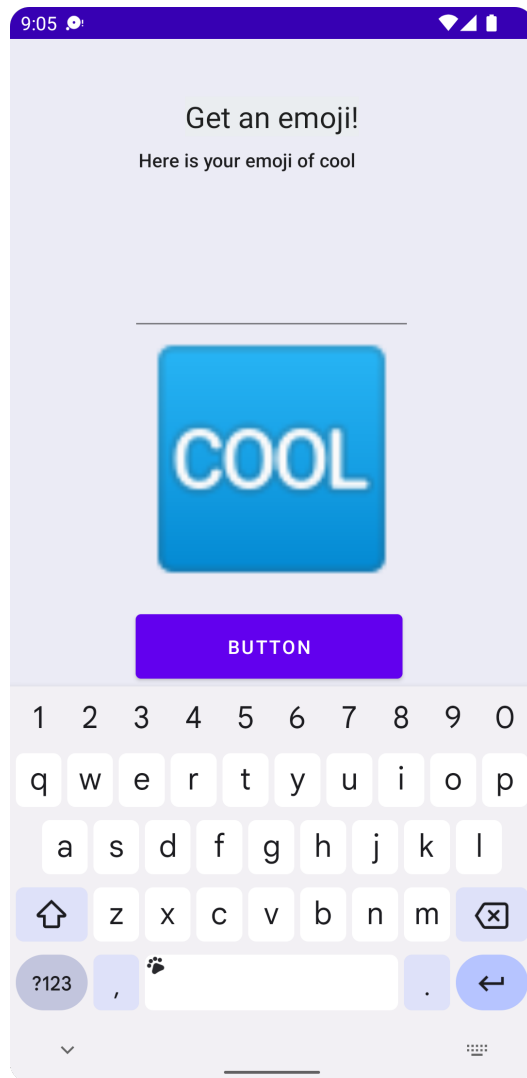 9:05
Get an emoji!
Here is your emoji of cool
COOL
BUTTON
1 2 3 4 5 6 7 8 9 0
q w e r t y u i o p
a s d f g h j k l
z x c v b n m
?123 , .